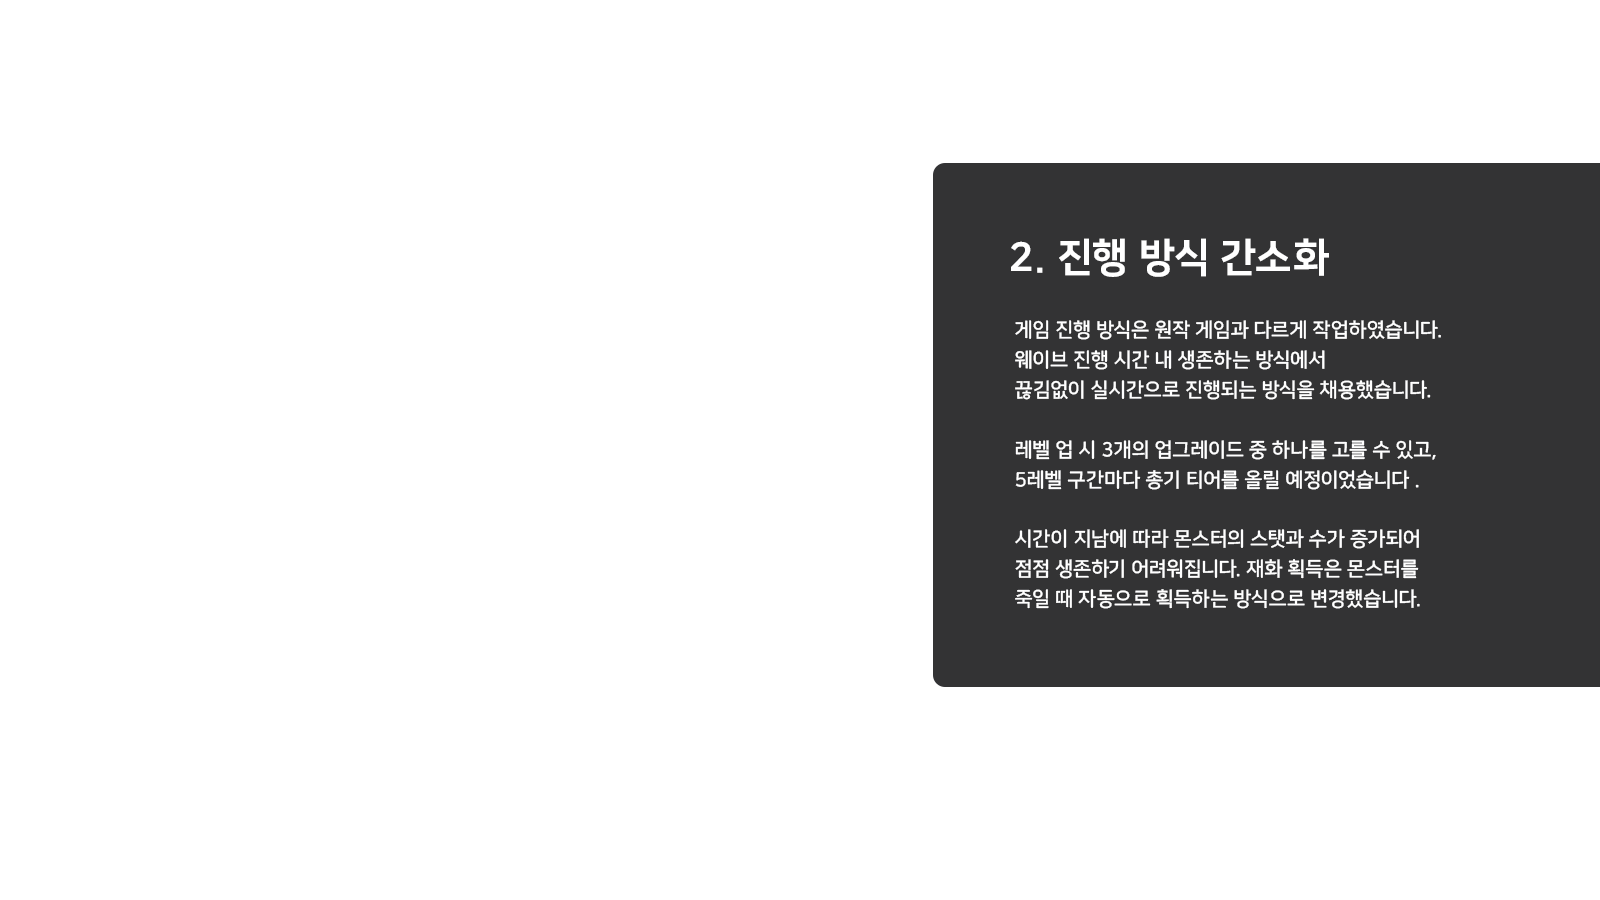 2. 진행 방식 간소화
게임 진행 방식은 원작 게임과 다르게 작업하였습니다.
웨이브 진행 시간 내 생존하는 방식에서
끊김없이 실시간으로 진행되는 방식을 채용했습니다.
레벨 업 시 3개의 업그레이드 중 하나를 고를 수 있고,
5레벨 구간마다 총기 티어를 올릴 예정이었습니다 .
시간이 지남에 따라 몬스터의 스탯과 수가 증가되어
점점 생존하기 어려워집니다. 재화 획득은 몬스터를
죽일 때 자동으로 획득하는 방식으로 변경했습니다.